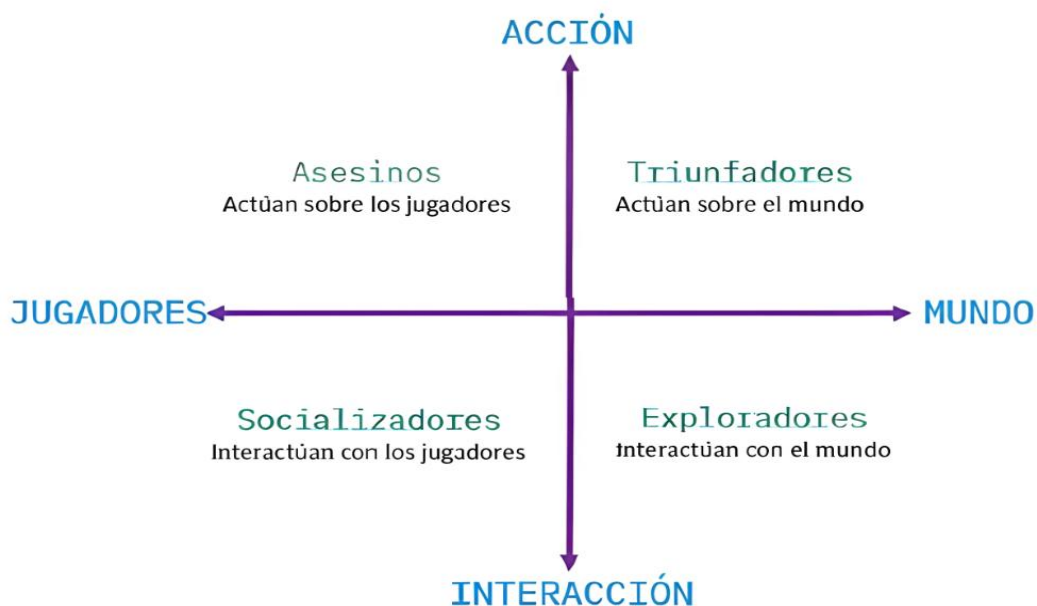 ACCIÓN
Asesinos
Actúan sobre los jugadores
Triunfadores
Actúan sobre el mundo
JUGADORES
MUNDO
Socializadores
Interactúan con los jugadores
Exploradores
Interactúan con el mundo
INTERACCIÓN